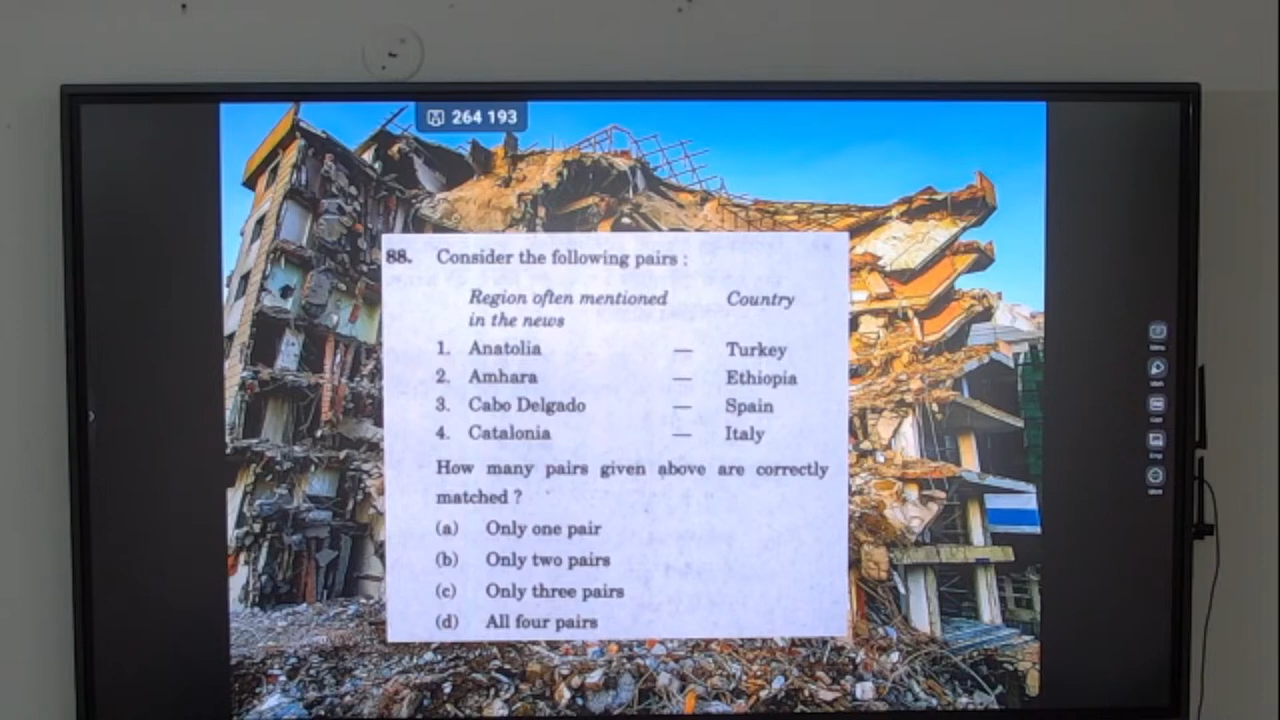 264 193
88. Consider the following pairs :
Region often mentioned Country
in the news
1. Anatolia — Turkey
2. Amhara — Ethiopia
3. Cabo Delgado — Spain
4. Catalonia — Italy
How many pairs given above are correctly
matched ?
(a) Only one pair
(b) Only two pairs
(c) Only three pairs
(d) All four pairs